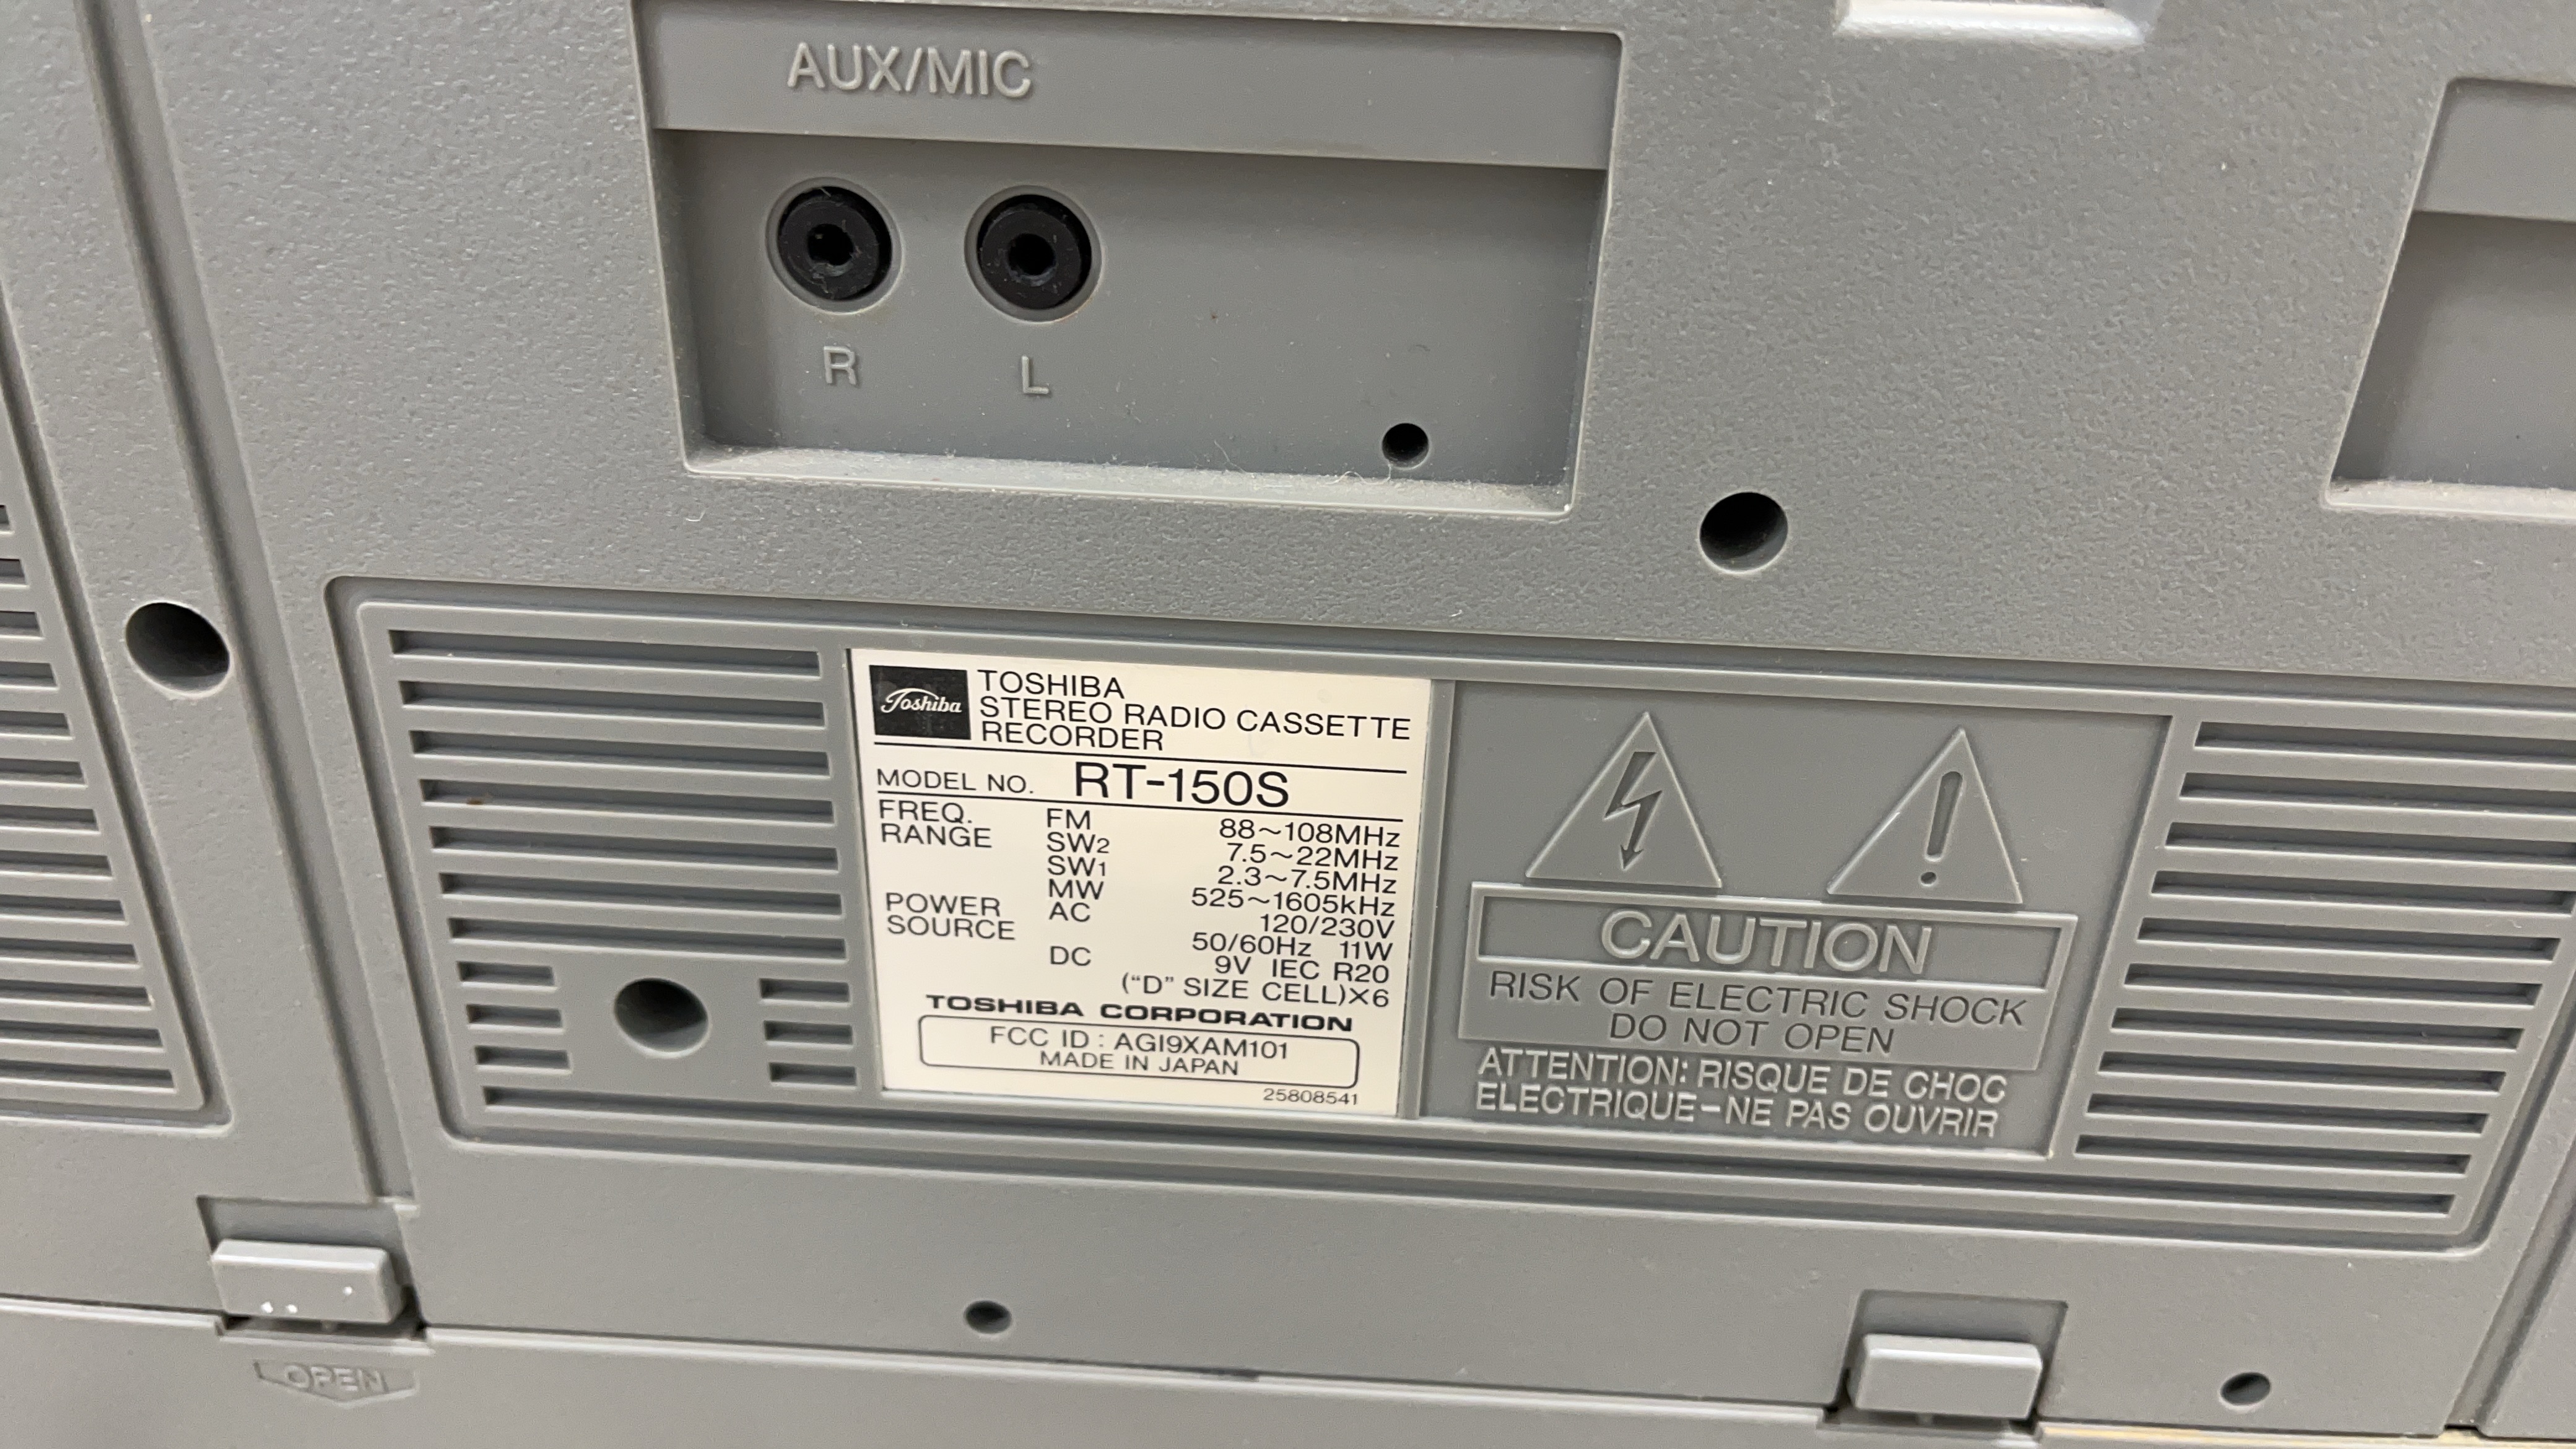 AUX/MIC
R L
Toshiba
TOSHIBA
STEREO RADIO CASSETTE
RECORDER
MODEL NO. RT-150S
FREQ. RANGE FM 88~108MHz
SW2 7.5~22MHz
SW1 2.3~7.5MHz
MW 525~1605kHz
POWER SOURCE AC 120/230V
50/60Hz 11W
DC 9V IEC R20
("D" SIZE CELL)×6
TOSHIBA CORPORATION
FCC ID : AGI9XAM101
MADE IN JAPAN
25808541
CAUTION
RISK OF ELECTRIC SHOCK
DO NOT OPEN
ATTENTION: RISQUE DE CHOC
ELECTRIQUE-NE PAS OUVRIR
OPEN